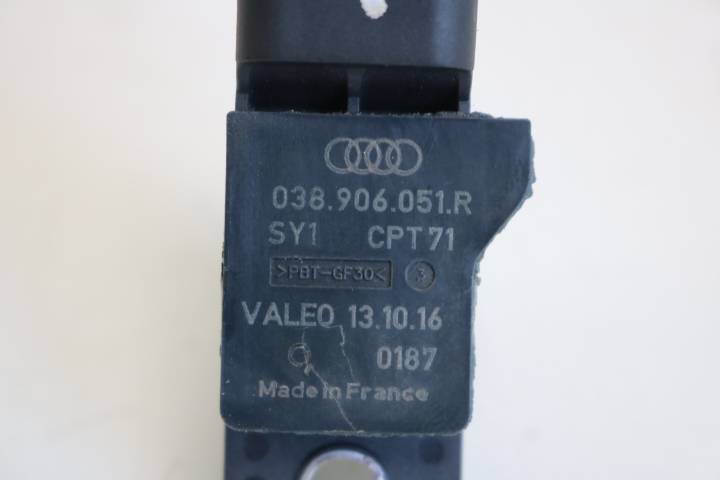 038.906.051.R
SY1 CPT71
>PBT-GF30< 3
VALEO 13.10.16
0187
Made in France